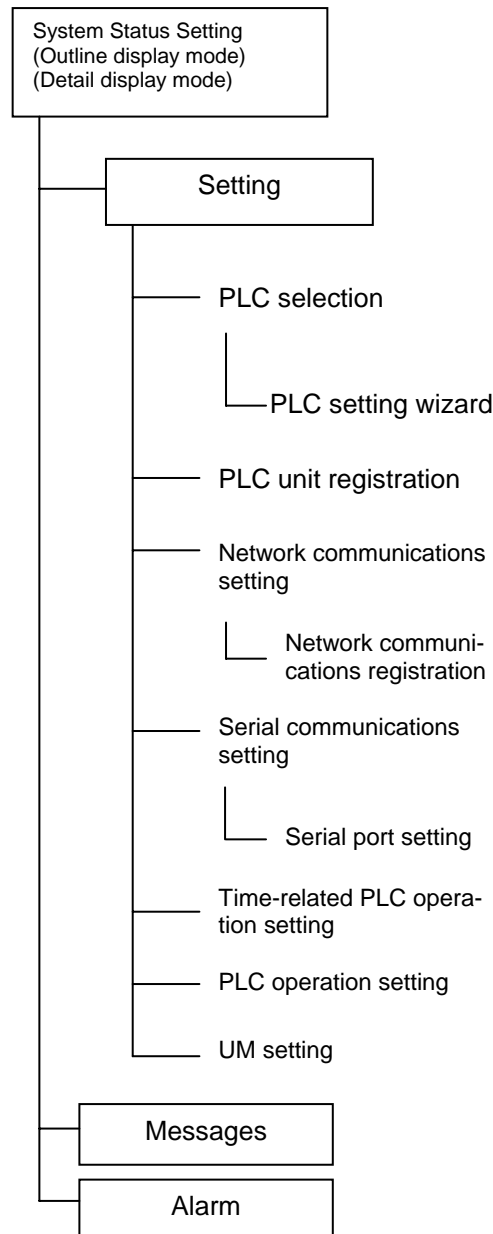 System Status Setting
(Outline display mode)
(Detail display mode)
Setting
PLC selection
PLC setting wizard
PLC unit registration
Network communications
setting
Network communi-
cations registration
Serial communications
setting
Serial port setting
Time-related PLC opera-
tion setting
PLC operation setting
UM setting
Messages
Alarm